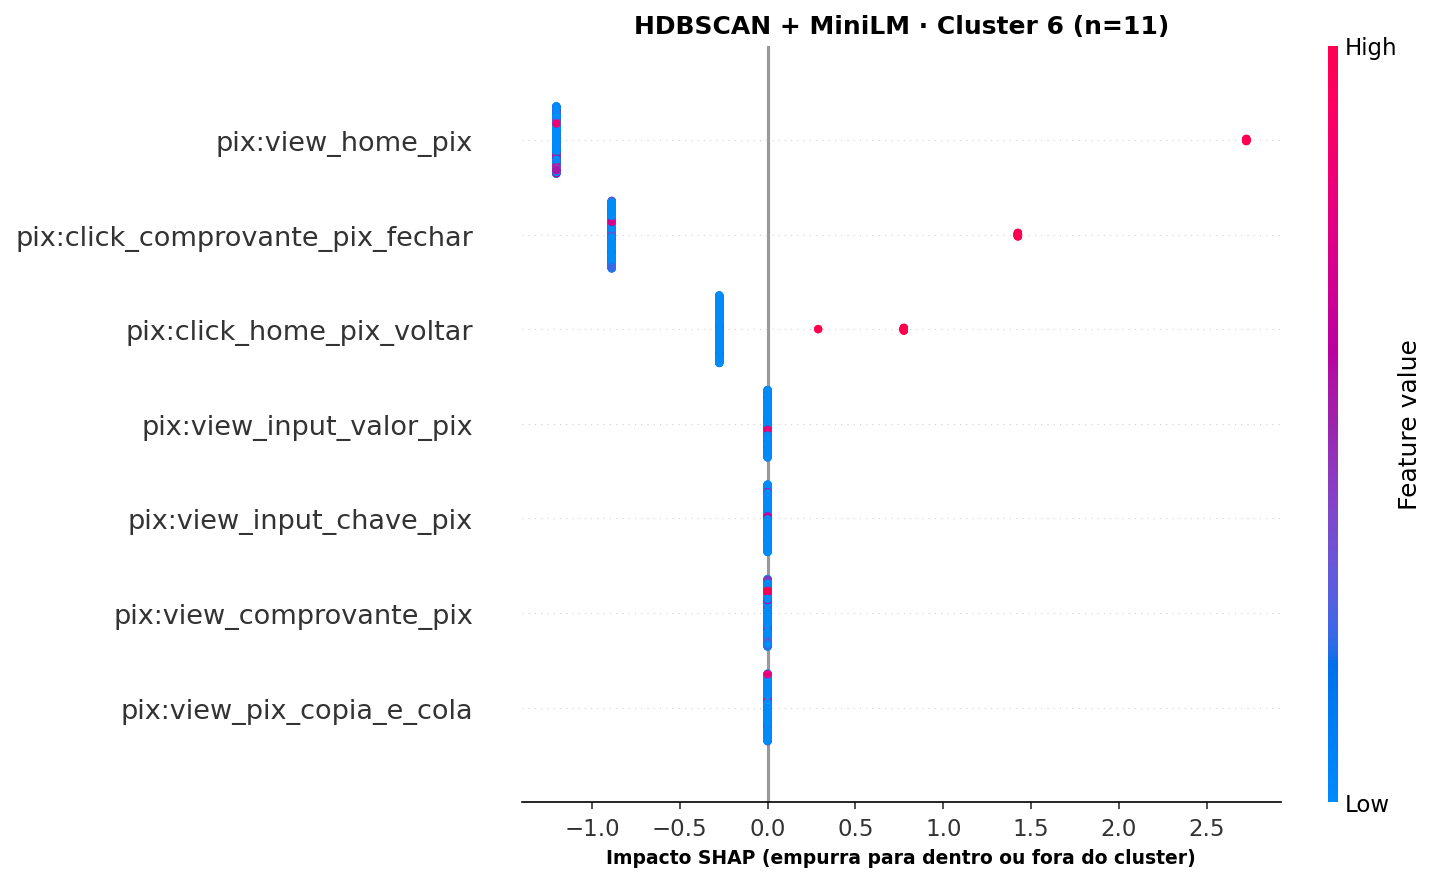 HDBSCAN + MiniLM · Cluster 6 (n=11)
High
pix:view_home_pix
pix:click_comprovante_pix_fechar
pix:click_home_pix_voltar
pix:view_input_valor_pix
pix:view_input_chave_pix
pix:view_comprovante_pix
pix:view_pix_copia_e_cola
Feature value
Low
−1.0 −0.5 0.0 0.5 1.0 1.5 2.0 2.5
Impacto SHAP (empurra para dentro ou fora do cluster)